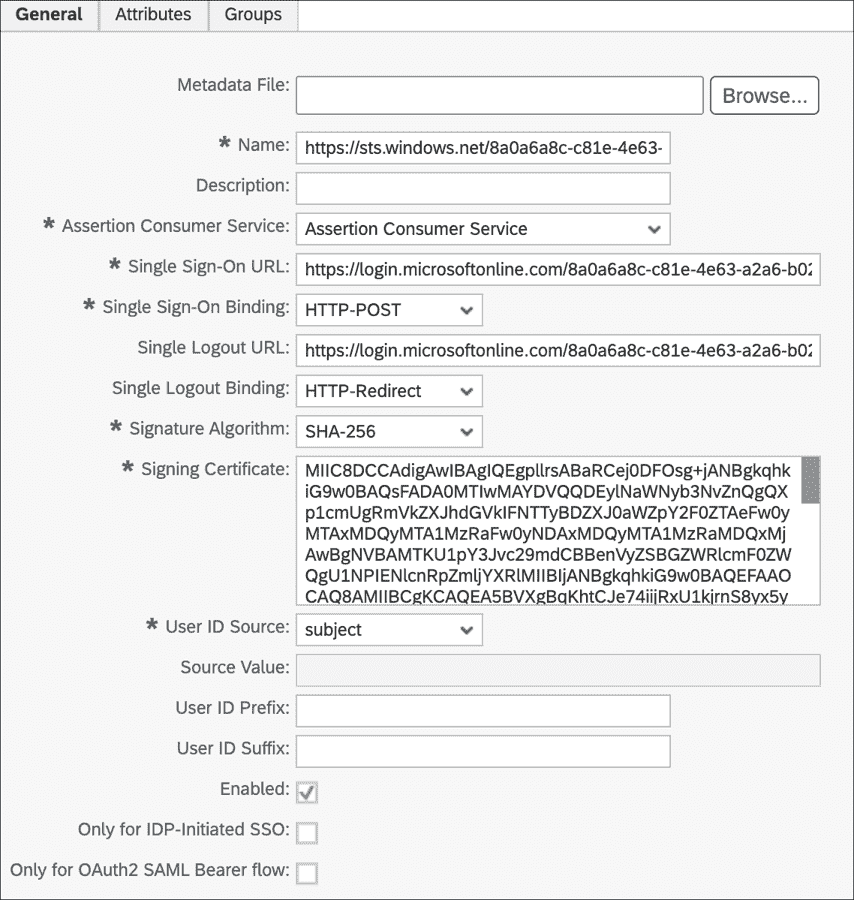 General Attributes Groups
Metadata File: Browse...
* Name: https://sts.windows.net/8a0a6a8c-c81e-4e63-
Description:
* Assertion Consumer Service: Assertion Consumer Service
* Single Sign-On URL: https://login.microsoftonline.com/8a0a6a8c-c81e-4e63-a2a6-b02
* Single Sign-On Binding: HTTP-POST
Single Logout URL: https://login.microsoftonline.com/8a0a6a8c-c81e-4e63-a2a6-b02
Single Logout Binding: HTTP-Redirect
* Signature Algorithm: SHA-256
* Signing Certificate: MIIC8DCCAdigAwIBAgIQEgpllrsABaRCej0DFOsg+jANBgkqhk
iG9w0BAQsFADA0MTIwMAYDVQQDEylNaWNyb3NvZnQgQX
p1cmUgRmVkZXJhdGVkIFNTTyBDZXJ0aWZpY2F0ZTAeFw0y
MTAxMDQyMTA1MzRaFw0yNDAxMDQyMTA1MzRaMDQxMj
AwBgNVBAMTKU1pY3Jvc29mdCBBenVyZSBGZWRlcmF0ZW
QgU1NPIENlcnRpZmljYXRlMIIBIjANBgkqhkiG9w0BAQEFAAO
CAQ8AMIIBCgKCAQEA5BVXgBqKhtCJe74iijRxU1kjrnS8yx5y
* User ID Source: subject
Source Value:
User ID Prefix:
User ID Suffix:
Enabled:
Only for IDP-Initiated SSO:
Only for OAuth2 SAML Bearer flow: